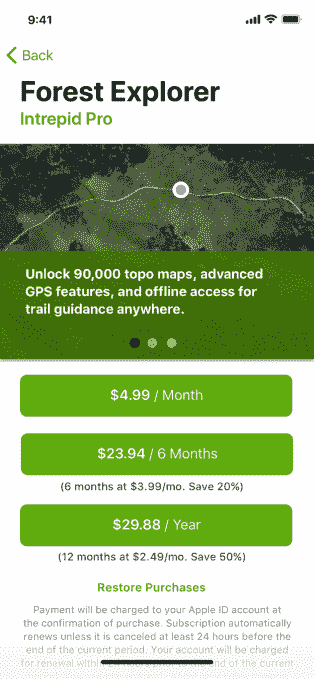 9:41
Back
Forest Explorer
Intrepid Pro
Unlock 90,000 topo maps, advanced
GPS features, and offline access for
trail guidance anywhere.
$4.99 / Month
$23.94 / 6 Months
(6 months at $3.99/mo. Save 20%)
$29.88 / Year
(12 months at $2.49/mo. Save 50%)
Restore Purchases
Payment will be charged to your Apple ID account at
the confirmation of purchase. Subscription automatically
renews unless it is canceled at least 24 hours before the
end of the current period. Your account will be charged
for renewal within end of the current